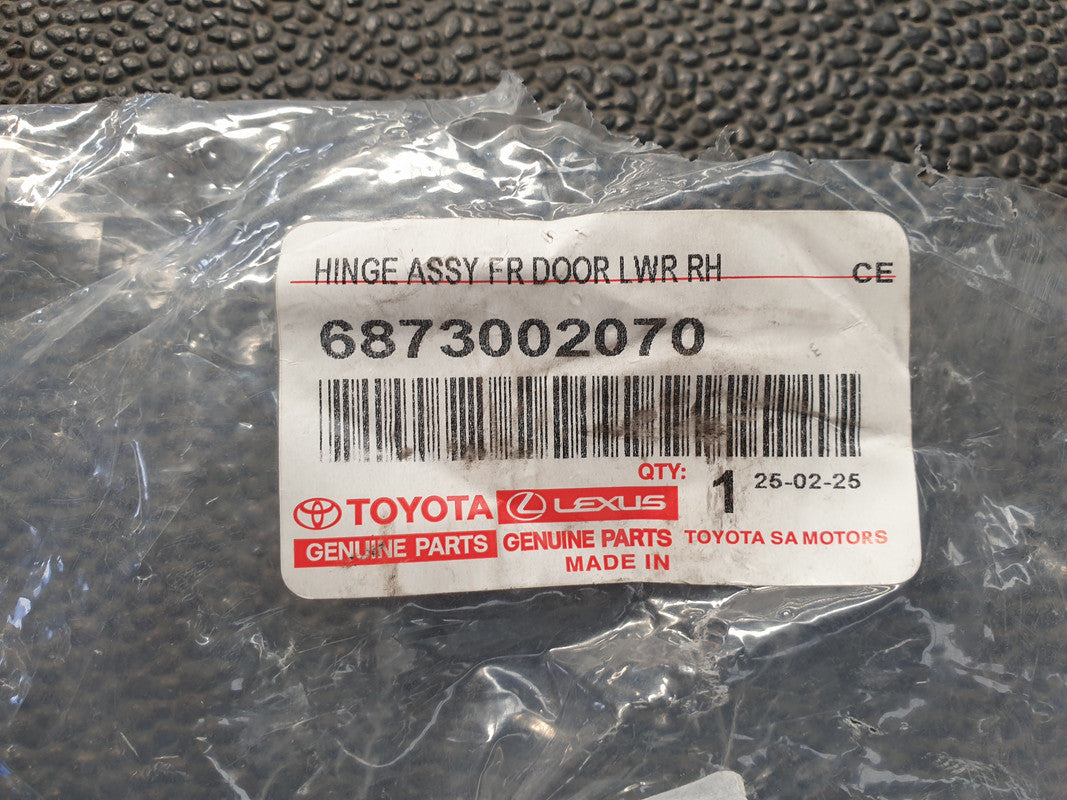 HINGE ASSY FR DOOR LWR RH CE
6873002070
QTY: 1 25-02-25
TOYOTA LEXUS
GENUINE PARTS GENUINE PARTS TOYOTA SA MOTORS
MADE IN